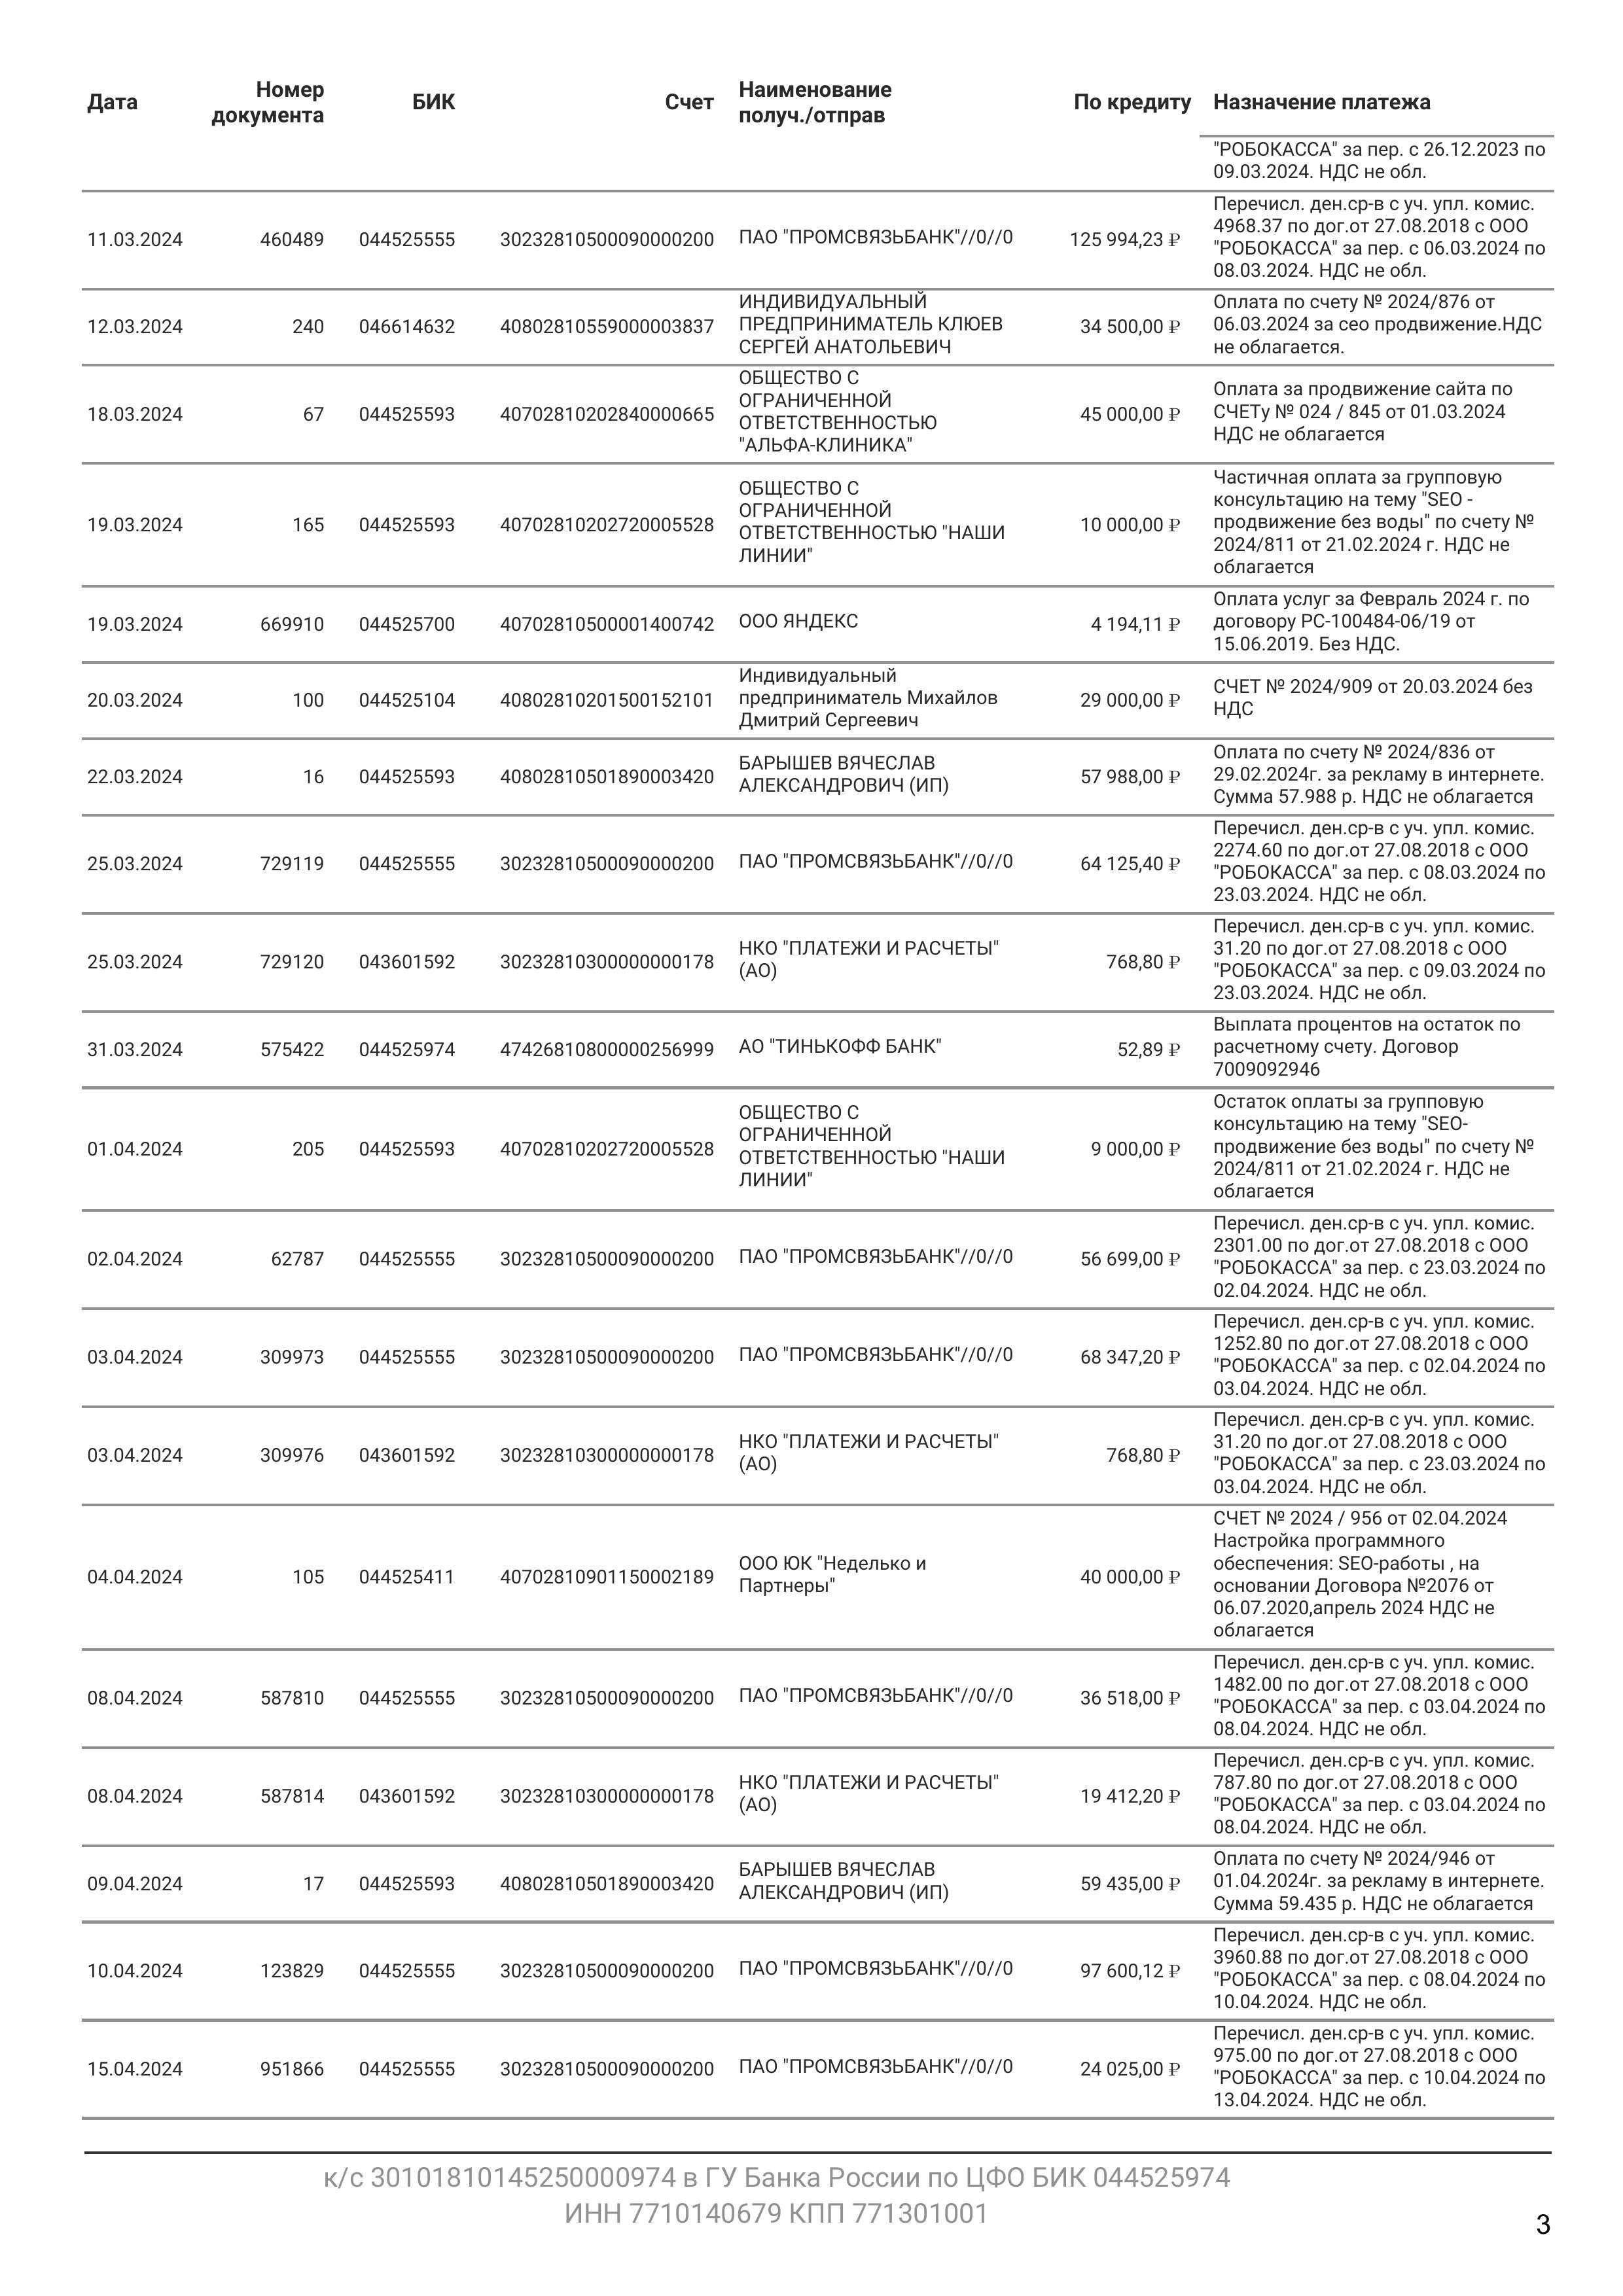 Дата Номер документа БИК Счет Наименование получ./отправ По кредиту Назначение платежа
"РОБОКАССА" за пер. с 26.12.2023 по
09.03.2024. НДС не обл.
11.03.2024 460489 044525555 30232810500090000200 ПАО "ПРОМСВЯЗЬБАНК"//0//0 125 994,23 ₽
Перечисл. ден.ср-в с уч. упл. комис.
4968.37 по дог.от 27.08.2018 с ООО
"РОБОКАССА" за пер. с 06.03.2024 по
08.03.2024. НДС не обл.
12.03.2024 240 046614632 40802810559000003837
ИНДИВИДУАЛЬНЫЙ
ПРЕДПРИНИМАТЕЛЬ КЛЮЕВ
СЕРГЕЙ АНАТОЛЬЕВИЧ
34 500,00 ₽
Оплата по счету № 2024/876 от
06.03.2024 за сео продвижение.НДС
не облагается.
18.03.2024 67 044525593 40702810202840000665
ОБЩЕСТВО С
ОГРАНИЧЕННОЙ
ОТВЕТСТВЕННОСТЬЮ
"АЛЬФА-КЛИНИКА"
45 000,00 ₽
Оплата за продвижение сайта по
СЧЕТу № 024 / 845 от 01.03.2024
НДС не облагается
19.03.2024 165 044525593 40702810202720005528
ОБЩЕСТВО С
ОГРАНИЧЕННОЙ
ОТВЕТСТВЕННОСТЬЮ "НАШИ
ЛИНИИ"
10 000,00 ₽
Частичная оплата за групповую
консультацию на тему "SEO -
продвижение без воды" по счету №
2024/811 от 21.02.2024 г. НДС не
облагается
19.03.2024 669910 044525700 40702810500001400742 ООО ЯНДЕКС 4 194,11 ₽
Оплата услуг за Февраль 2024 г. по
договору РС-100484-06/19 от
15.06.2019. Без НДС.
20.03.2024 100 044525104 40802810201500152101
Индивидуальный
предприниматель Михайлов
Дмитрий Сергеевич
29 000,00 ₽
СЧЕТ № 2024/909 от 20.03.2024 без
НДС
22.03.2024 16 044525593 40802810501890003420
БАРЫШЕВ ВЯЧЕСЛАВ
АЛЕКСАНДРОВИЧ (ИП)
57 988,00 ₽
Оплата по счету № 2024/836 от
29.02.2024г. за рекламу в интернете.
Сумма 57.988 р. НДС не облагается
25.03.2024 729119 044525555 30232810500090000200 ПАО "ПРОМСВЯЗЬБАНК"//0//0 64 125,40 ₽
Перечисл. ден.ср-в с уч. упл. комис.
2274.60 по дог.от 27.08.2018 с ООО
"РОБОКАССА" за пер. с 08.03.2024 по
23.03.2024. НДС не обл.
25.03.2024 729120 043601592 30232810300000000178
НКО "ПЛАТЕЖИ И РАСЧЕТЫ"
(АО)
768,80 ₽
Перечисл. ден.ср-в с уч. упл. комис.
31.20 по дог.от 27.08.2018 с ООО
"РОБОКАССА" за пер. с 09.03.2024 по
23.03.2024. НДС не обл.
31.03.2024 575422 044525974 47426810800000256999 АО "ТИНЬКОФФ БАНК" 52,89 ₽
Выплата процентов на остаток по
расчетному счету. Договор
7009092946
01.04.2024 205 044525593 40702810202720005528
ОБЩЕСТВО С
ОГРАНИЧЕННОЙ
ОТВЕТСТВЕННОСТЬЮ "НАШИ
ЛИНИИ"
9 000,00 ₽
Остаток оплаты за групповую
консультацию на тему "SEO-
продвижение без воды" по счету №
2024/811 от 21.02.2024 г. НДС не
облагается
02.04.2024 62787 044525555 30232810500090000200 ПАО "ПРОМСВЯЗЬБАНК"//0//0 56 699,00 ₽
Перечисл. ден.ср-в с уч. упл. комис.
2301.00 по дог.от 27.08.2018 с ООО
"РОБОКАССА" за пер. с 23.03.2024 по
02.04.2024. НДС не обл.
03.04.2024 309973 044525555 30232810500090000200 ПАО "ПРОМСВЯЗЬБАНК"//0//0 68 347,20 ₽
Перечисл. ден.ср-в с уч. упл. комис.
1252.80 по дог.от 27.08.2018 с ООО
"РОБОКАССА" за пер. с 02.04.2024 по
03.04.2024. НДС не обл.
03.04.2024 309976 043601592 30232810300000000178
НКО "ПЛАТЕЖИ И РАСЧЕТЫ"
(АО)
768,80 ₽
Перечисл. ден.ср-в с уч. упл. комис.
31.20 по дог.от 27.08.2018 с ООО
"РОБОКАССА" за пер. с 23.03.2024 по
03.04.2024. НДС не обл.
04.04.2024 105 044525411 40702810901150002189
ООО ЮК "Неделько и
Партнеры"
40 000,00 ₽
СЧЕТ № 2024 / 956 от 02.04.2024
Настройка программного
обеспечения: SEO-работы , на
основании Договора №2076 от
06.07.2020,апрель 2024 НДС не
облагается
08.04.2024 587810 044525555 30232810500090000200 ПАО "ПРОМСВЯЗЬБАНК"//0//0 36 518,00 ₽
Перечисл. ден.ср-в с уч. упл. комис.
1482.00 по дог.от 27.08.2018 с ООО
"РОБОКАССА" за пер. с 03.04.2024 по
08.04.2024. НДС не обл.
08.04.2024 587814 043601592 30232810300000000178
НКО "ПЛАТЕЖИ И РАСЧЕТЫ"
(АО)
19 412,20 ₽
Перечисл. ден.ср-в с уч. упл. комис.
787.80 по дог.от 27.08.2018 с ООО
"РОБОКАССА" за пер. с 03.04.2024 по
08.04.2024. НДС не обл.
09.04.2024 17 044525593 40802810501890003420
БАРЫШЕВ ВЯЧЕСЛАВ
АЛЕКСАНДРОВИЧ (ИП)
59 435,00 ₽
Оплата по счету № 2024/946 от
01.04.2024г. за рекламу в интернете.
Сумма 59.435 р. НДС не облагается
10.04.2024 123829 044525555 30232810500090000200 ПАО "ПРОМСВЯЗЬБАНК"//0//0 97 600,12 ₽
Перечисл. ден.ср-в с уч. упл. комис.
3960.88 по дог.от 27.08.2018 с ООО
"РОБОКАССА" за пер. с 08.04.2024 по
10.04.2024. НДС не обл.
15.04.2024 951866 044525555 30232810500090000200 ПАО "ПРОМСВЯЗЬБАНК"//0//0 24 025,00 ₽
Перечисл. ден.ср-в с уч. упл. комис.
975.00 по дог.от 27.08.2018 с ООО
"РОБОКАССА" за пер. с 10.04.2024 по
13.04.2024. НДС не обл.
к/с 30101810145250000974 в ГУ Банка России по ЦФО БИК 044525974
ИНН 7710140679 КПП 771301001
3